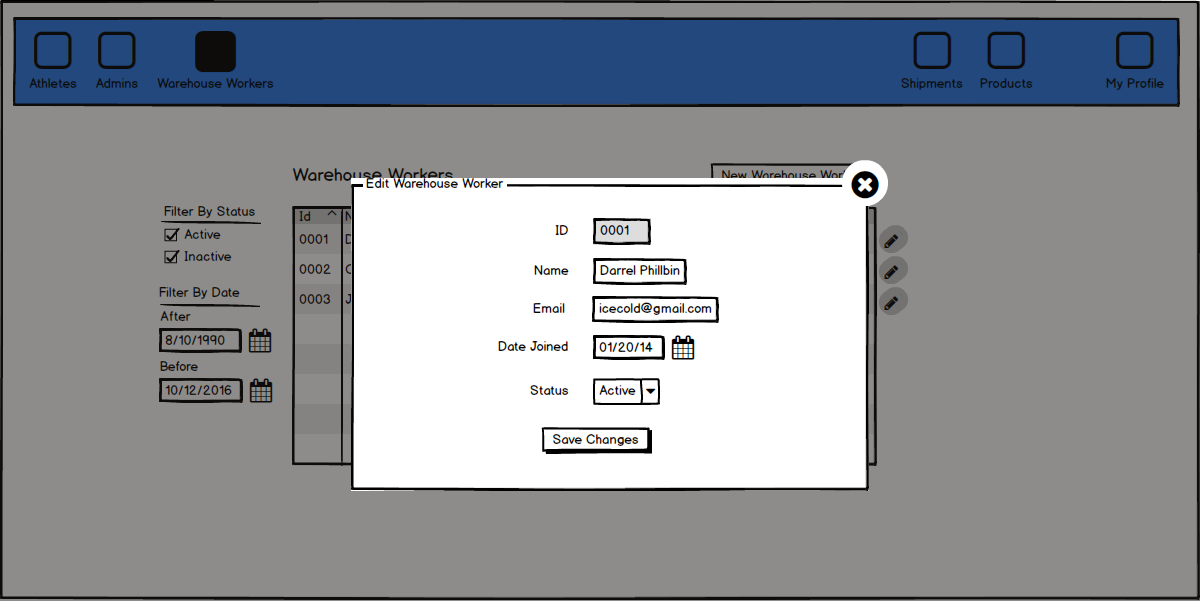 Athletes
Admins
Warehouse Workers
Shipments
Products
My Profile
Warehouse Workers
New Warehouse
Filter By Status
Active
Inactive
Filter By Date
After
8/10/1990
Before
10/12/2016
Id
0001
0002
0003
Edit Warehouse Worker
ID 0001
Name Darrel Phillbin
Email icecold@gmail.com
Date Joined 01/20/14
Status Active
Save Changes